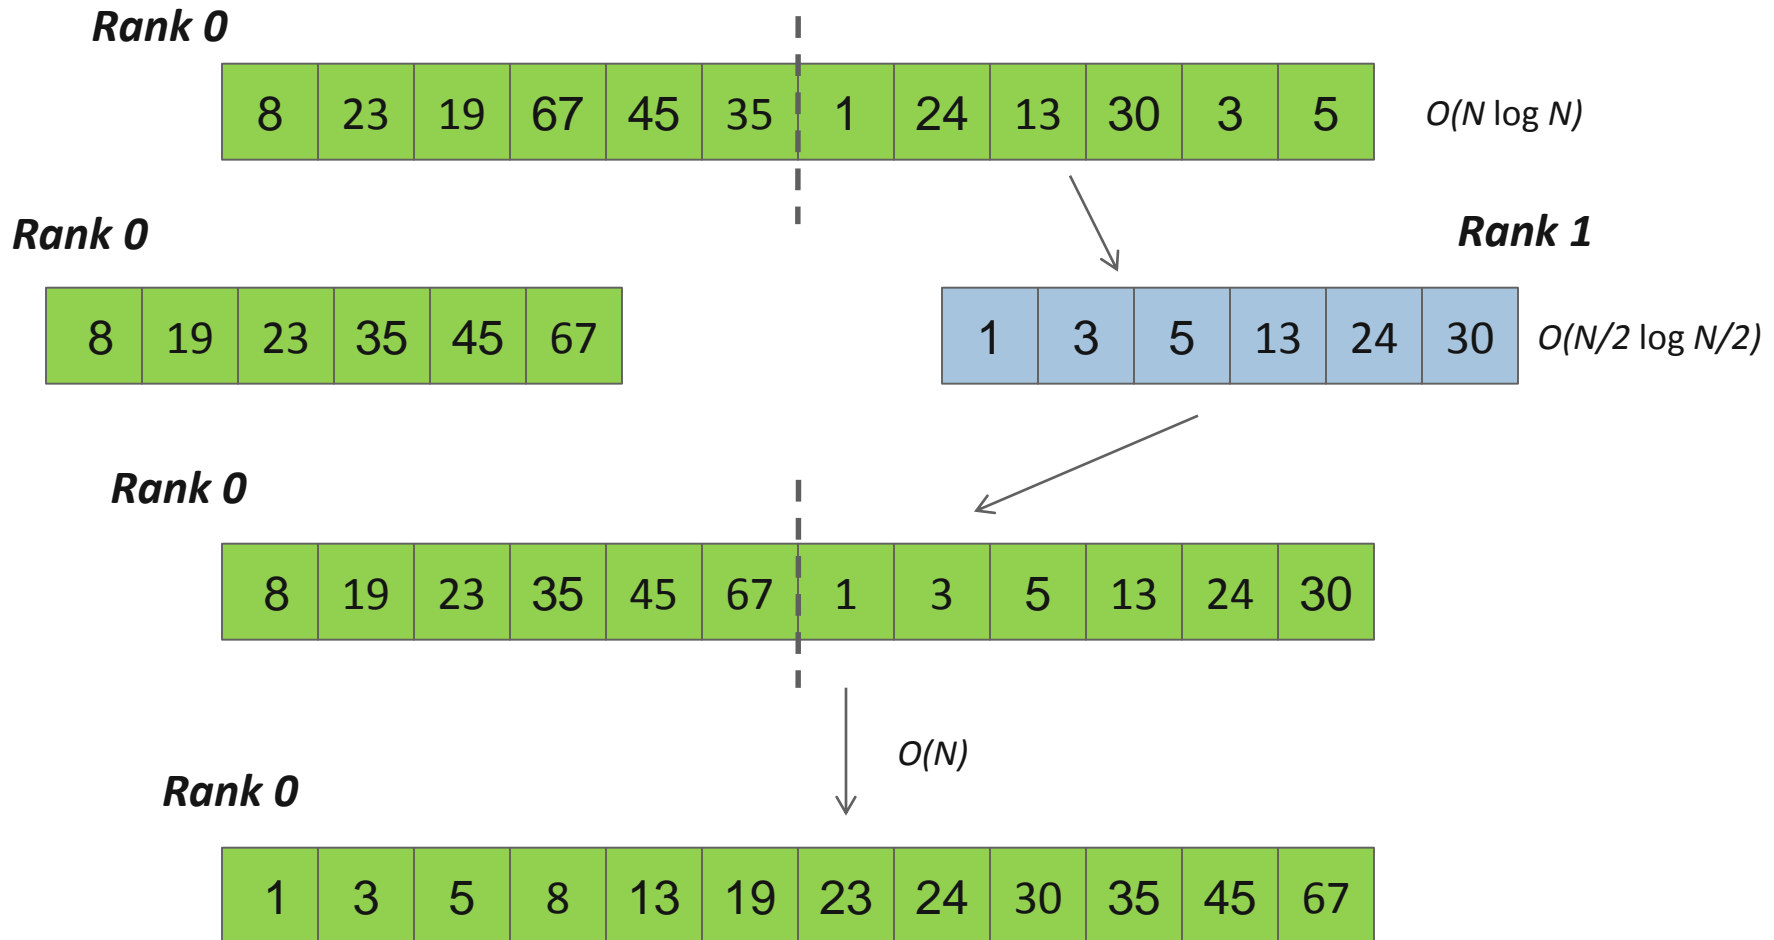 Rank 0
8 23 19 67 45 35 1 24 13 30 3 5 O(N log N)
Rank 0 Rank 1
8 19 23 35 45 67 1 3 5 13 24 30 O(N/2 log N/2)
Rank 0
8 19 23 35 45 67 1 3 5 13 24 30
O(N)
Rank 0
1 3 5 8 13 19 23 24 30 35 45 67